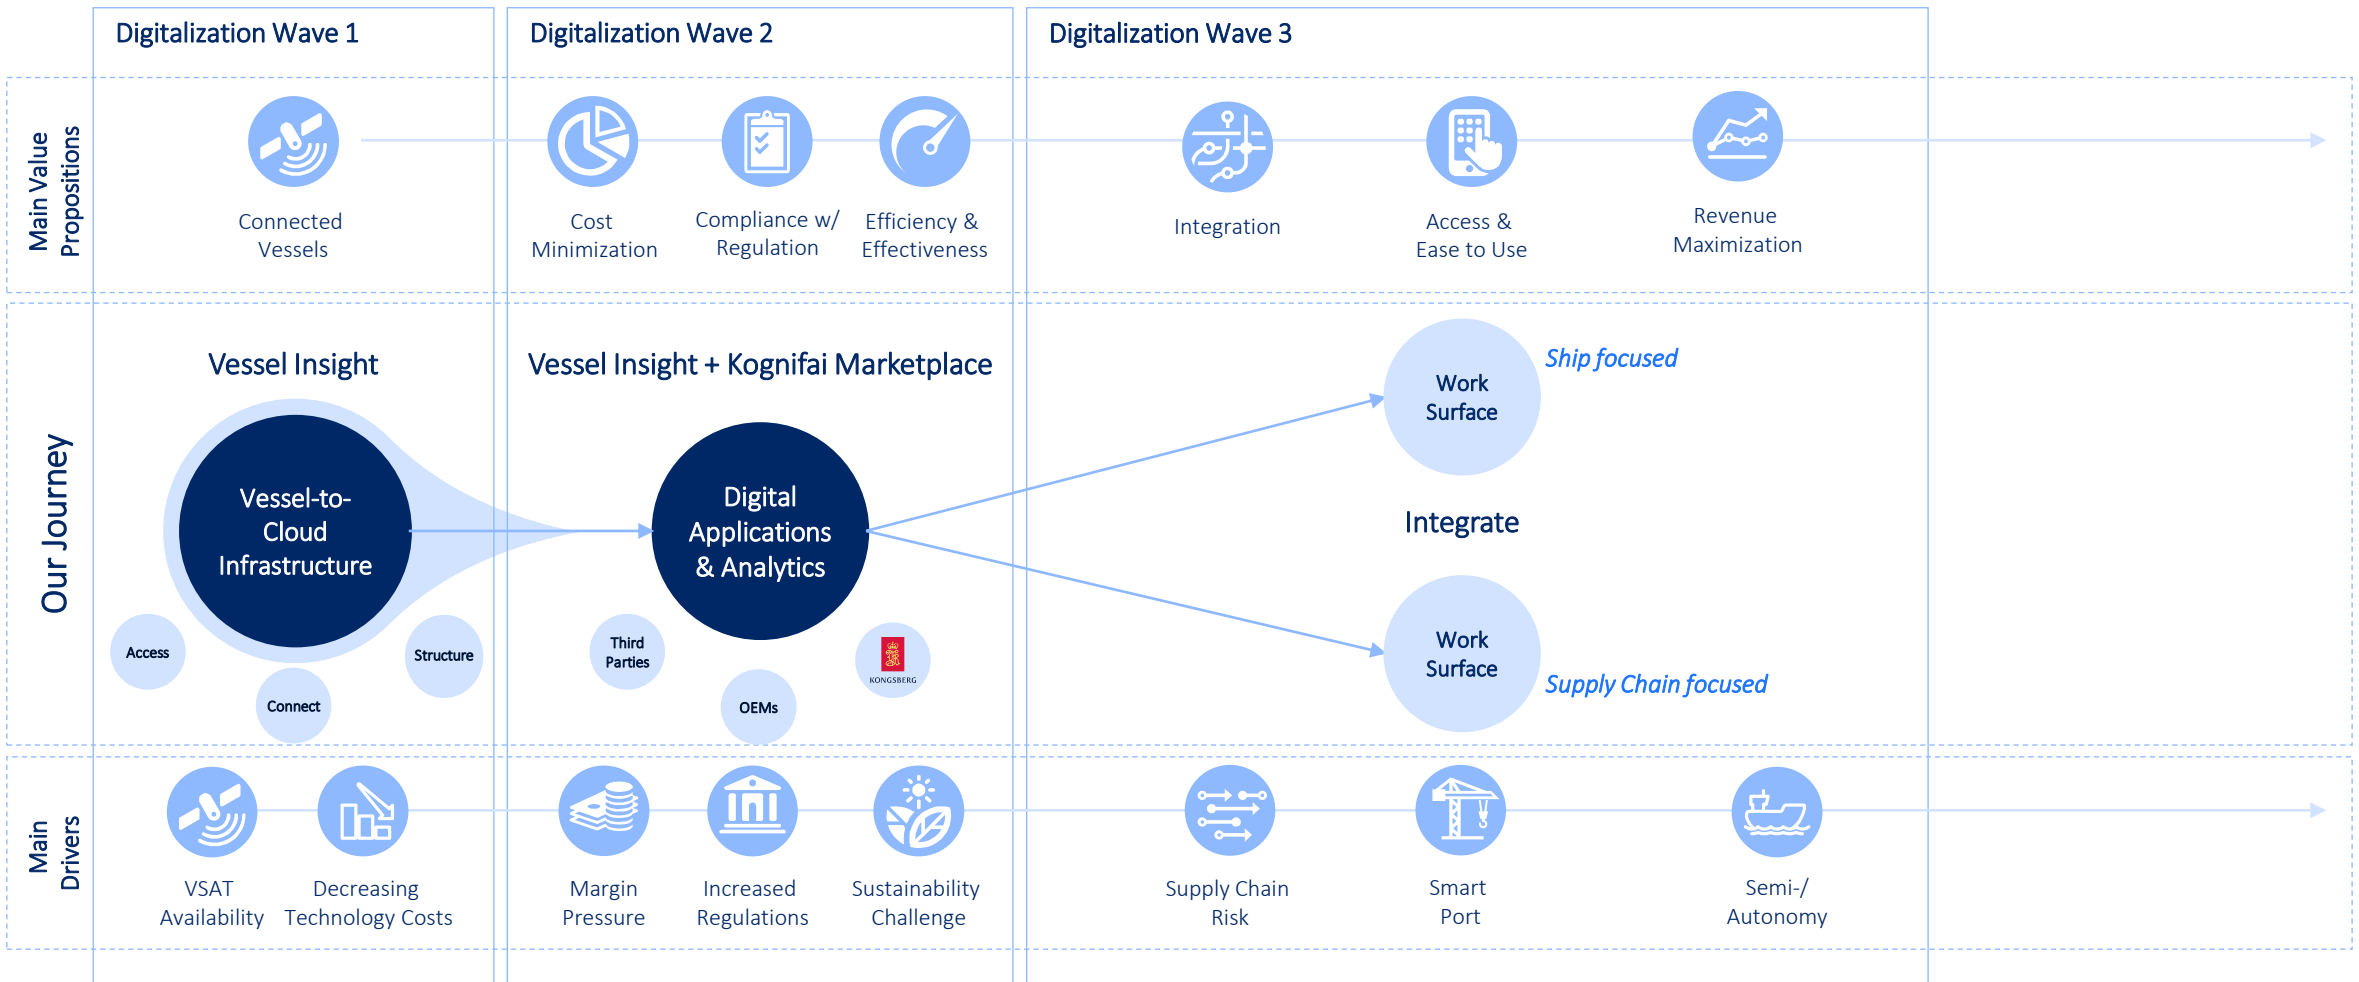 Digitalization Wave 1
Digitalization Wave 2
Digitalization Wave 3
Main Value
Propositions
Connected
Vessels
Cost
Minimization
Compliance w/
Regulation
Efficiency &
Effectiveness
Integration
Access &
Ease to Use
Revenue
Maximization
Our Journey
Vessel Insight
Vessel-to-
Cloud
Infrastructure
Access
Connect
Structure
Vessel Insight + Kognifai Marketplace
Digital
Applications
& Analytics
Third
Parties
OEMs
KONGSBERG
Work
Surface
Ship focused
Integrate
Work
Surface
Supply Chain focused
Main
Drivers
VSAT
Availability
Decreasing
Technology Costs
Margin
Pressure
Increased
Regulations
Sustainability
Challenge
Supply Chain
Risk
Smart
Port
Semi-/
Autonomy